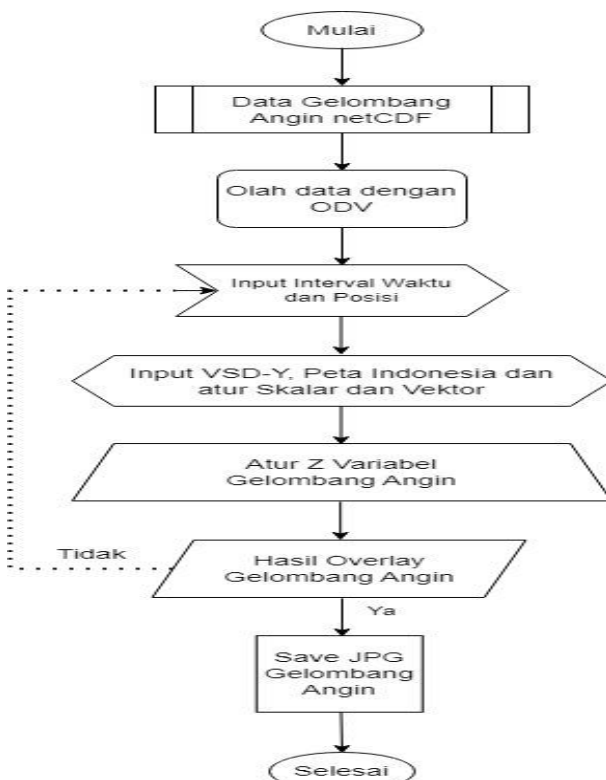 Mulai
Data Gelombang
Angin netCDF
Olah data dengan
ODV
Input Interval Waktu
dan Posisi
Input VSD-Y, Peta Indonesia dan
atur Skalar dan Vektor
Atur Z Variabel
Gelombang Angin
Tidak
Hasil Overlay
Gelombang Angin
Ya
Save JPG
Gelombang
Angin
Selesai